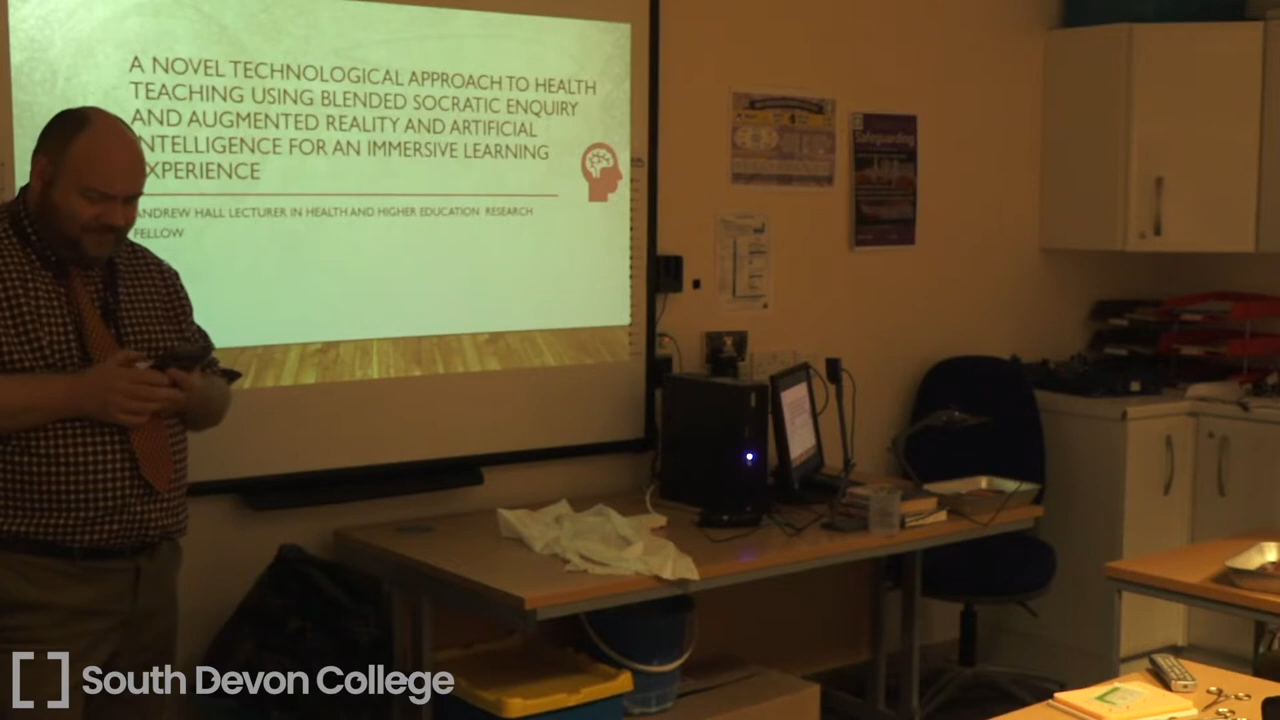 A NOVEL TECHNOLOGICAL APPROACH TO HEALTH
TEACHING USING BLENDED SOCRATIC ENQUIRY
AND AUGMENTED REALITY AND ARTIFICIAL
INTELLIGENCE FOR AN IMMERSIVE LEARNING
EXPERIENCE
ANDREW HALL LECTURER IN HEALTH AND HIGHER EDUCATION RESEARCH
FELLOW
Safeguarding
South Devon College